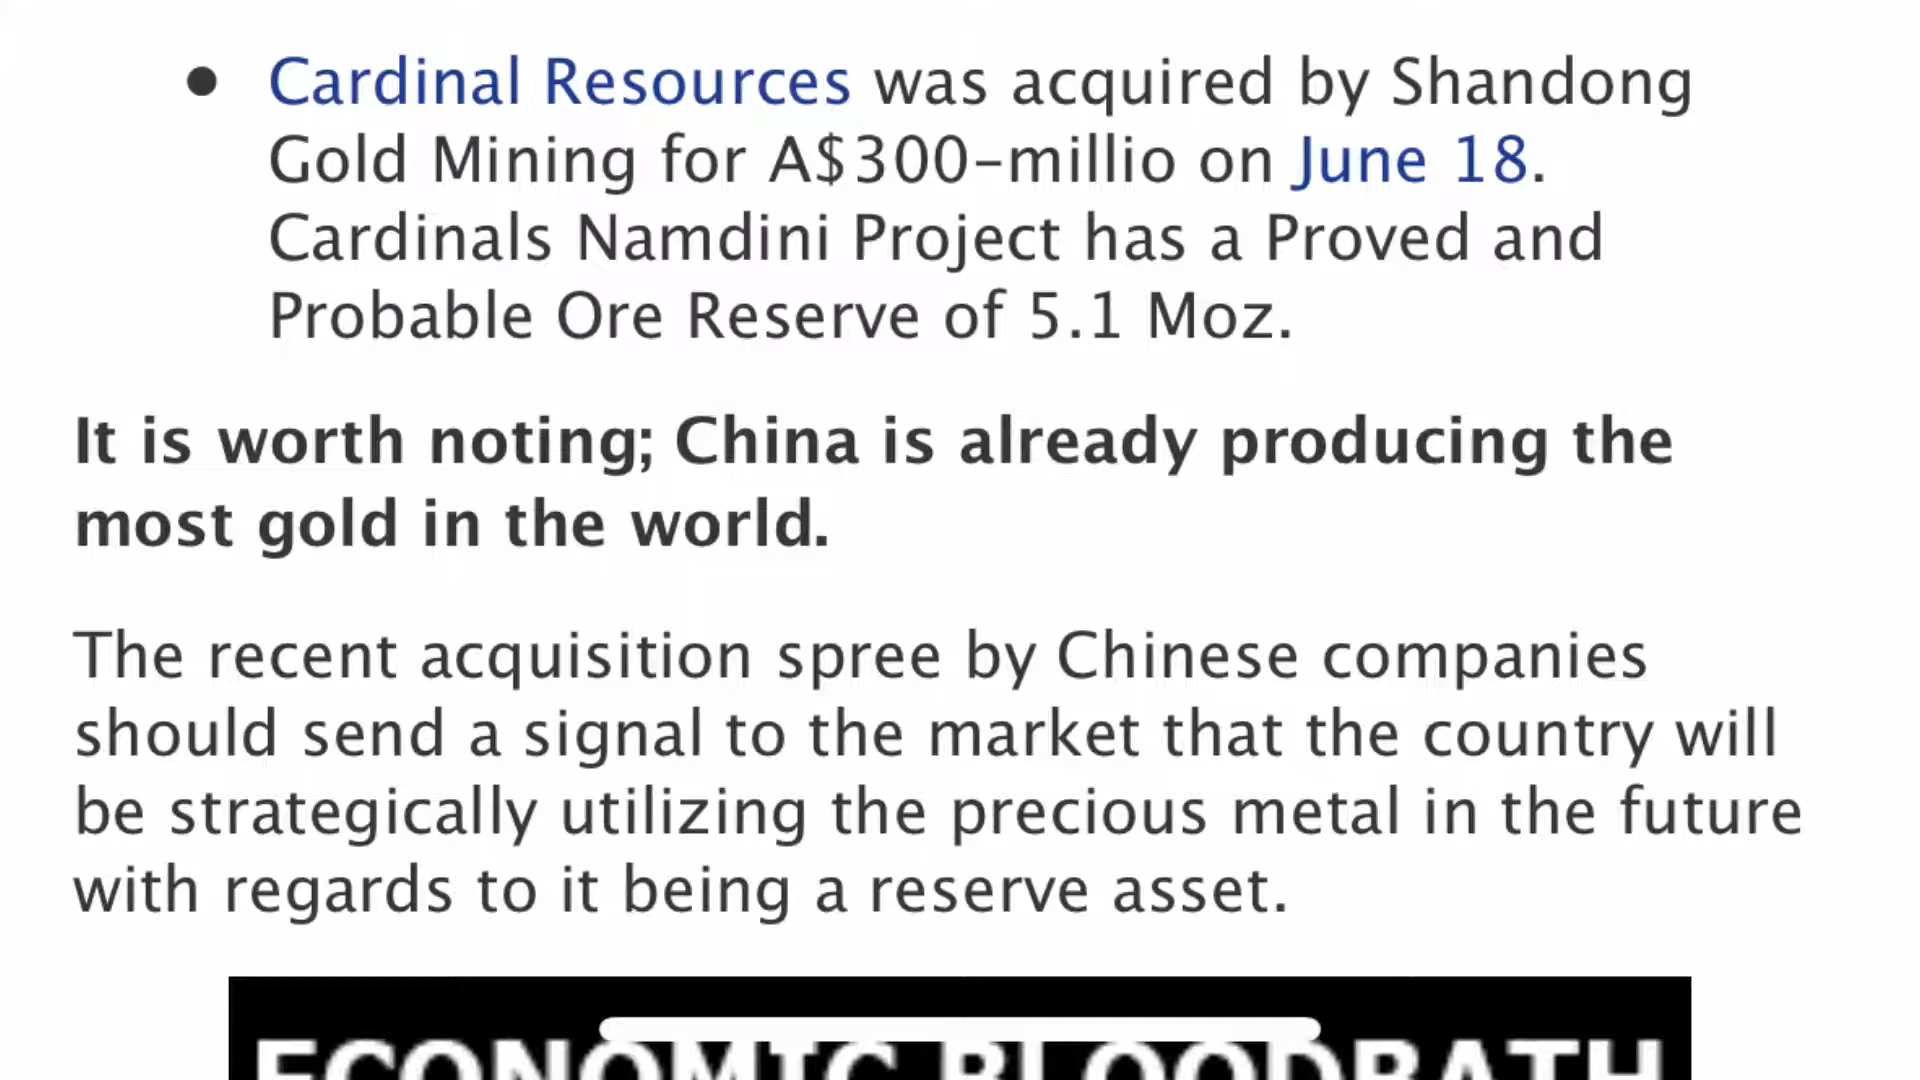 Cardinal Resources was acquired by Shandong
Gold Mining for A$300-millio on June 18.
Cardinals Namdini Project has a Proved and
Probable Ore Reserve of 5.1 Moz.
It is worth noting; China is already producing the
most gold in the world.
The recent acquisition spree by Chinese companies
should send a signal to the market that the country will
be strategically utilizing the precious metal in the future
with regards to it being a reserve asset.
ECONOMIC BLOODBATH